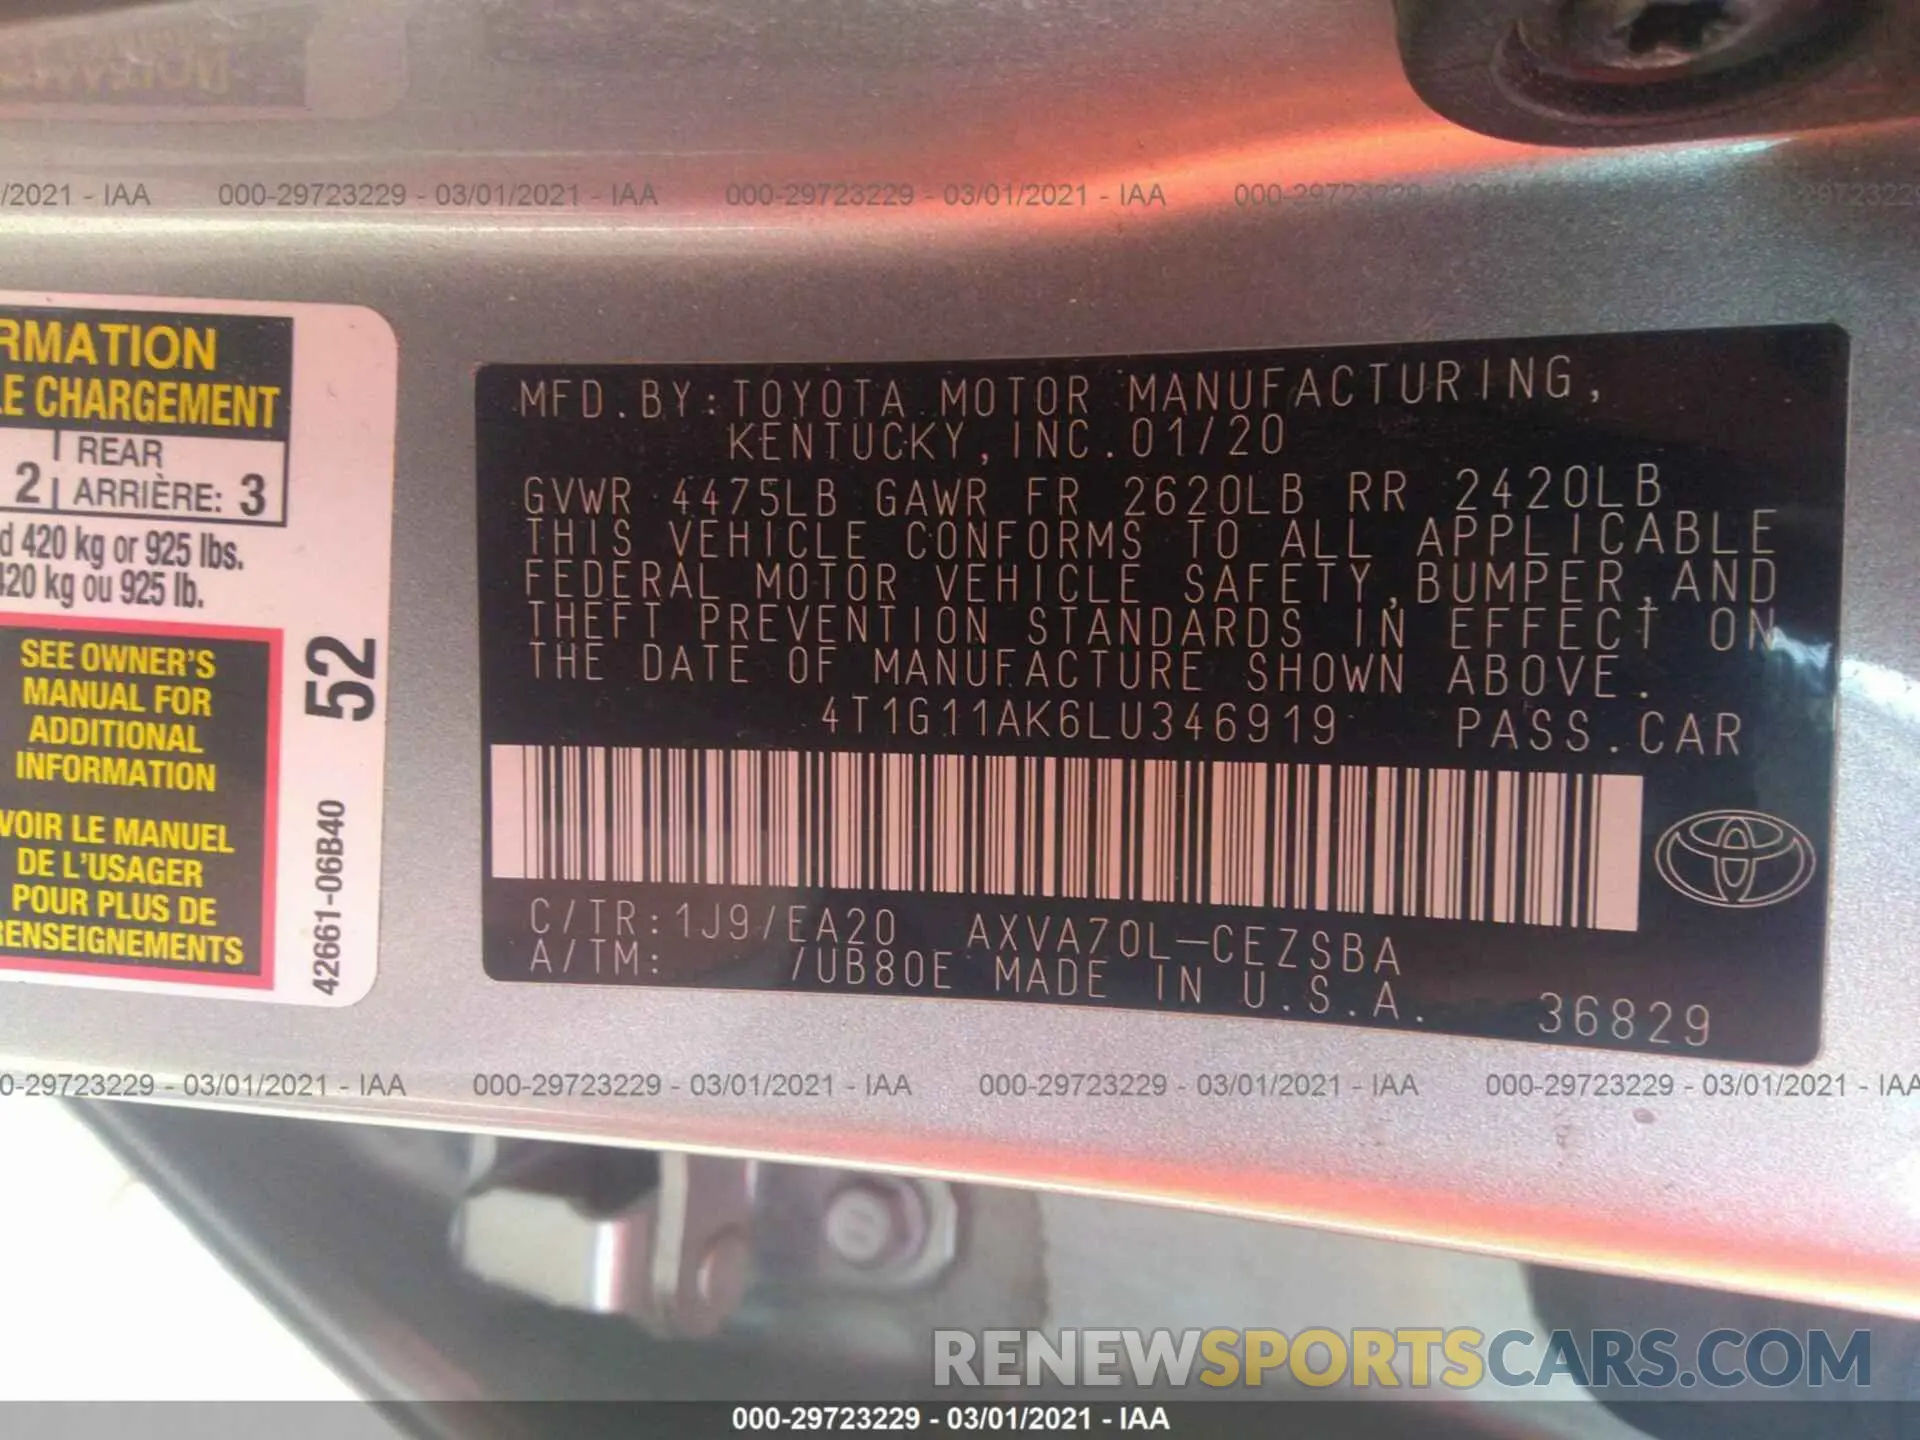 /2021 - IAA 000-29723229 - 03/01/2021 - IAA 000-29723229 - 03/01/2021 - IAA 000-29723229
RMATION
LE CHARGEMENT
2 REAR
ARRIÈRE: 3
d 420 kg or 925 lbs.
420 kg ou 925 lb.
SEE OWNER'S
MANUAL FOR
ADDITIONAL
INFORMATION
VOIR LE MANUEL
DE L'USAGER
POUR PLUS DE
RENSEIGNEMENTS
52
42661-06B40
MFD.BY:TOYOTA MOTOR MANUFACTURING,
KENTUCKY,INC.01/20
GVWR 4475LB GAWR FR 2620LB RR 2420LB
THIS VEHICLE CONFORMS TO ALL APPLICABLE
FEDERAL MOTOR VEHICLE SAFETY,BUMPER,AND
THEFT PREVENTION STANDARDS IN EFFECT ON
THE DATE OF MANUFACTURE SHOWN ABOVE.
4T1G11AK6LU346919 PASS.CAR
C/TR:1J9/EA20 AXVA70L-CEZSBA
A/TM: /UB80E MADE IN U.S.A. 36829
0-29723229 - 03/01/2021 - IAA 000-29723229 - 03/01/2021 - IAA 000-29723229 - 03/01/2021 - IAA 000-29723229 - 03/01/2021 - IAA
RENEWSPORTSCARS.COM
000-29723229 - 03/01/2021 - IAA